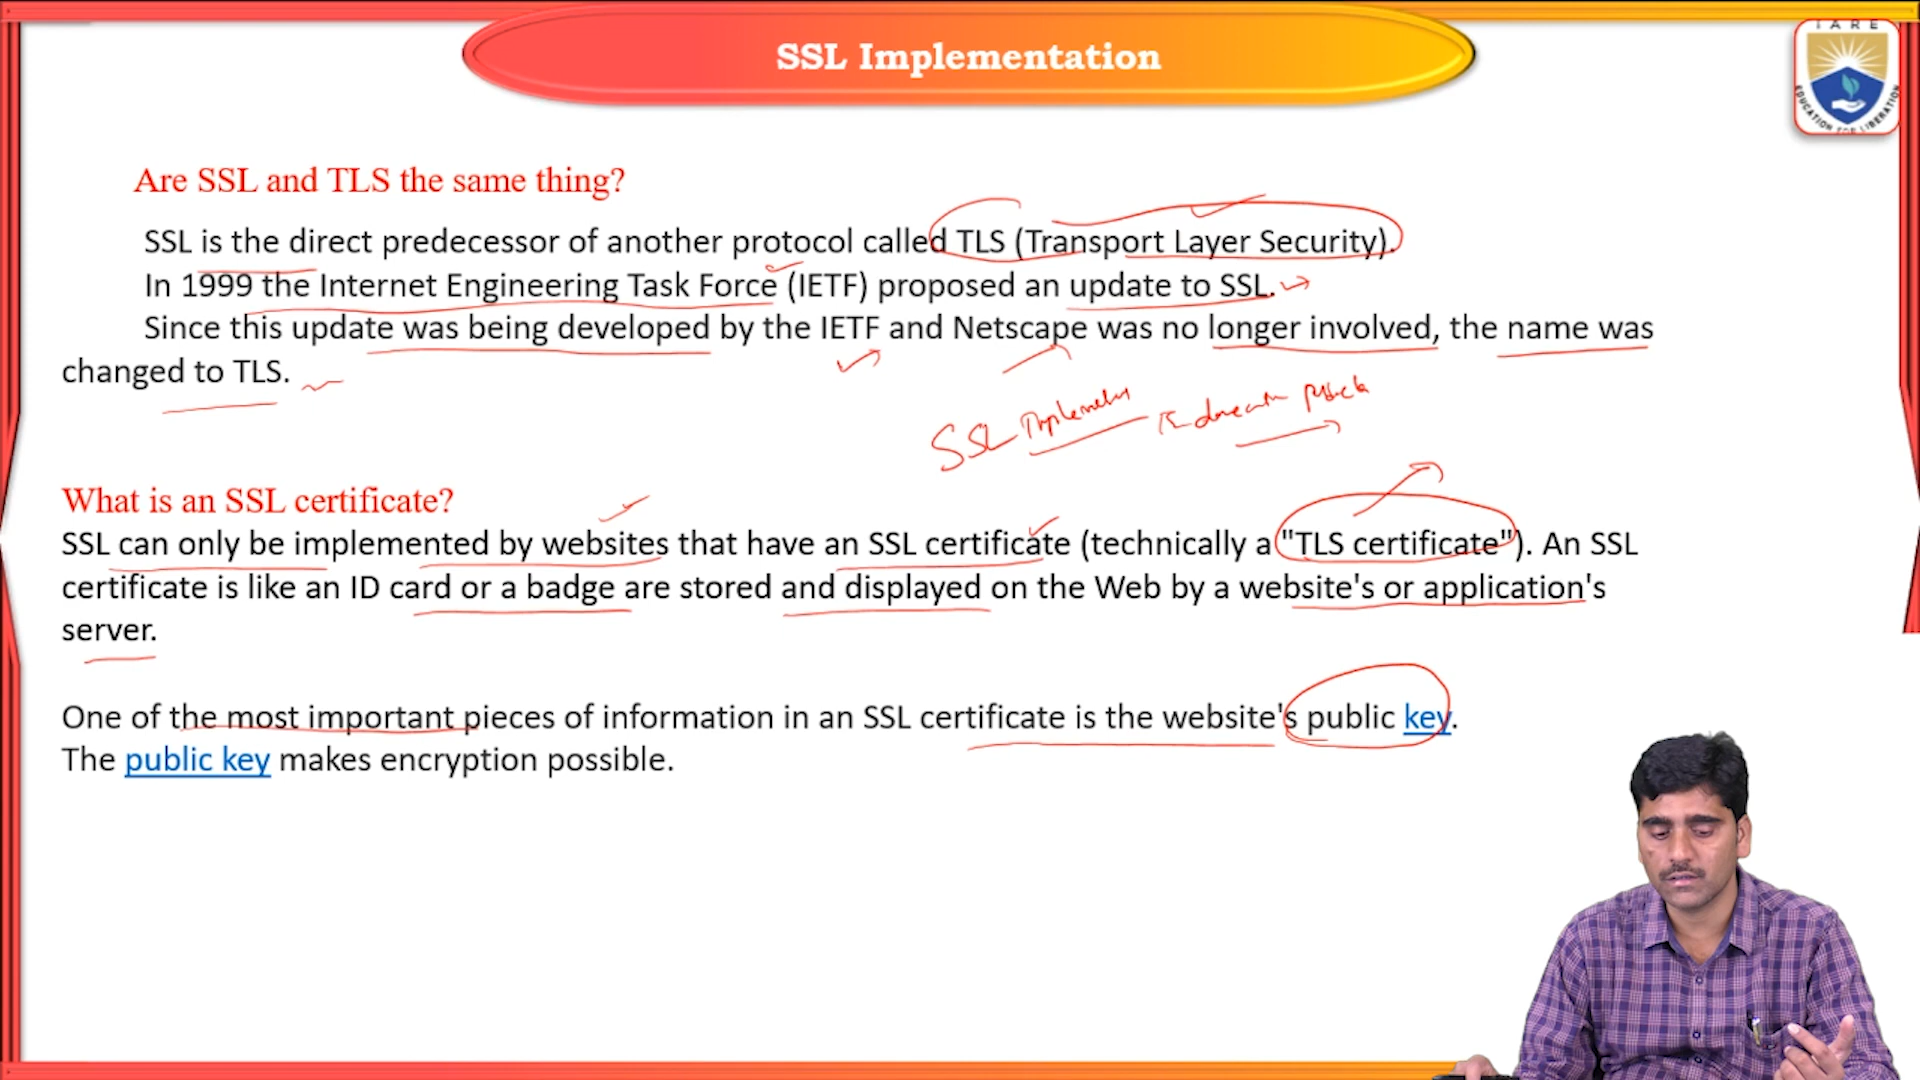 SSL Implementation
IARE
EDUCATION FOR LIBERATION
Are SSL and TLS the same thing?
SSL is the direct predecessor of another protocol called TLS (Transport Layer Security).
In 1999 the Internet Engineering Task Force (IETF) proposed an update to SSL.
Since this update was being developed by the IETF and Netscape was no longer involved, the name was
changed to TLS.
SSL
What is an SSL certificate?
SSL can only be implemented by websites that have an SSL certificate (technically a "TLS certificate"). An SSL
certificate is like an ID card or a badge are stored and displayed on the Web by a website's or application's
server.
One of the most important pieces of information in an SSL certificate is the website's public key.
The public key makes encryption possible.